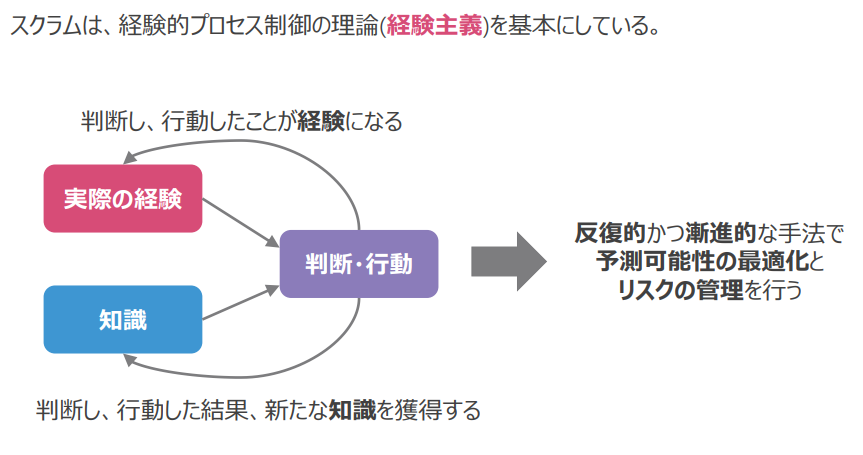 スクラムは、経験的プロセス制御の理論(経験主義)を基本にしている。
判断し、行動したことが経験になる
実際の経験
判断・行動
知識
判断し、行動した結果、新たな知識を獲得する
反復的かつ漸進的な手法で
予測可能性の最適化と
リスクの管理を行う